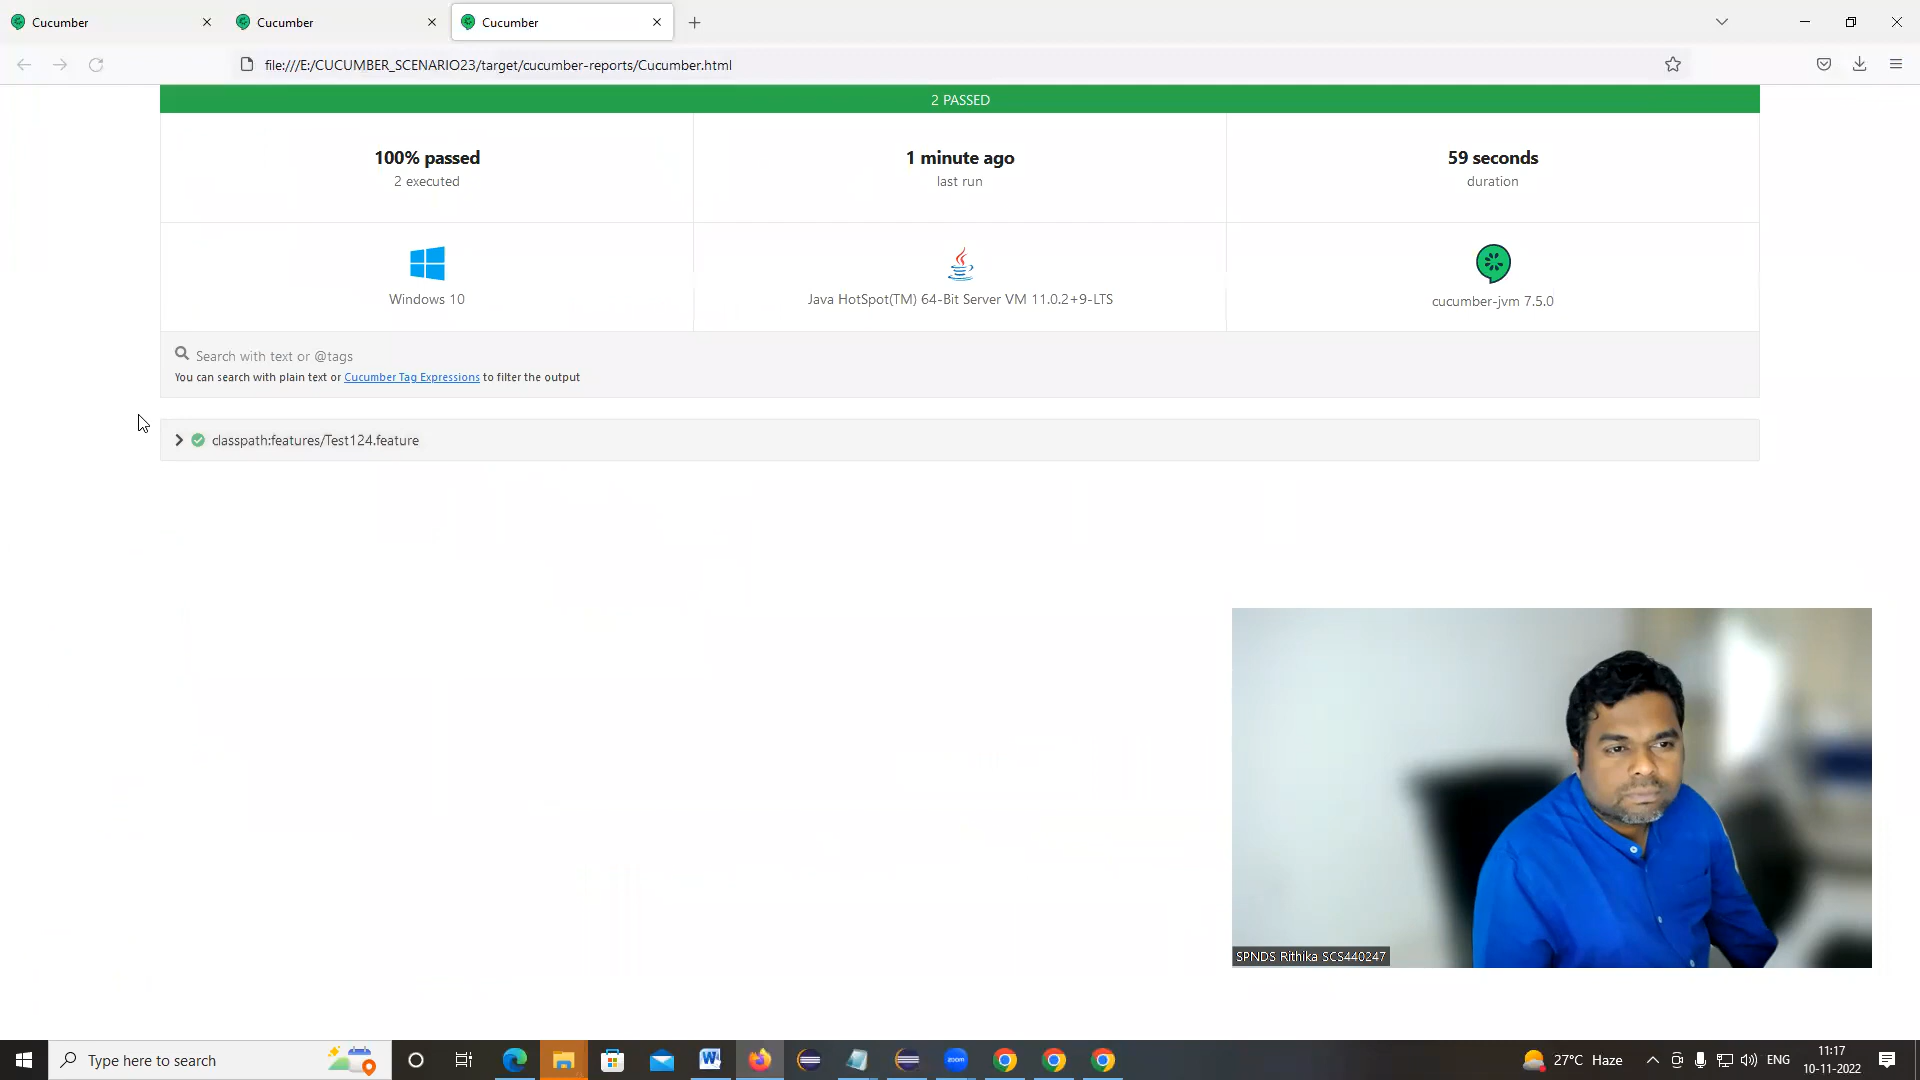 Cucumber
Cucumber
Cucumber
file:///E:/CUCUMBER_SCENARIO23/target/cucumber-reports/Cucumber.html
2 PASSED
100% passed
2 executed
1 minute ago
last run
59 seconds
duration
Windows 10
Java HotSpot(TM) 64-Bit Server VM 11.0.2+9-LTS
cucumber-jvm 7.5.0
Search with text or @tags
You can search with plain text or Cucumber Tag Expressions to filter the output
classpath:features/Test124.feature
SPNDS Rithika SCS440247
Type here to search
W
zoom
27°C Haze
ENG
11:17
10-11-2022